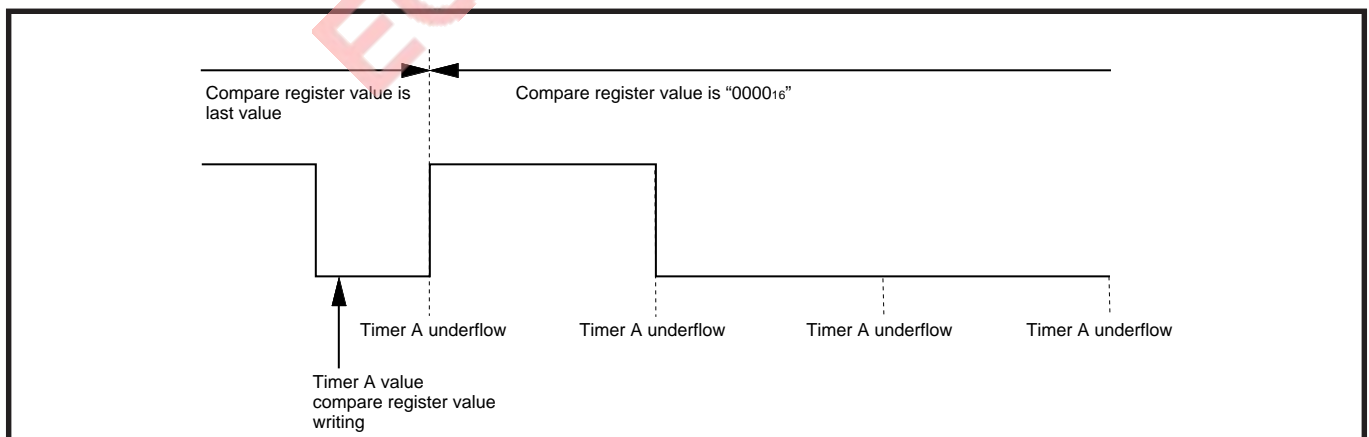 Compare register value is
last value
Compare register value is “0000₁₆”
Timer A underflow
Timer A underflow
Timer A underflow
Timer A underflow
Timer A value
compare register value
writing